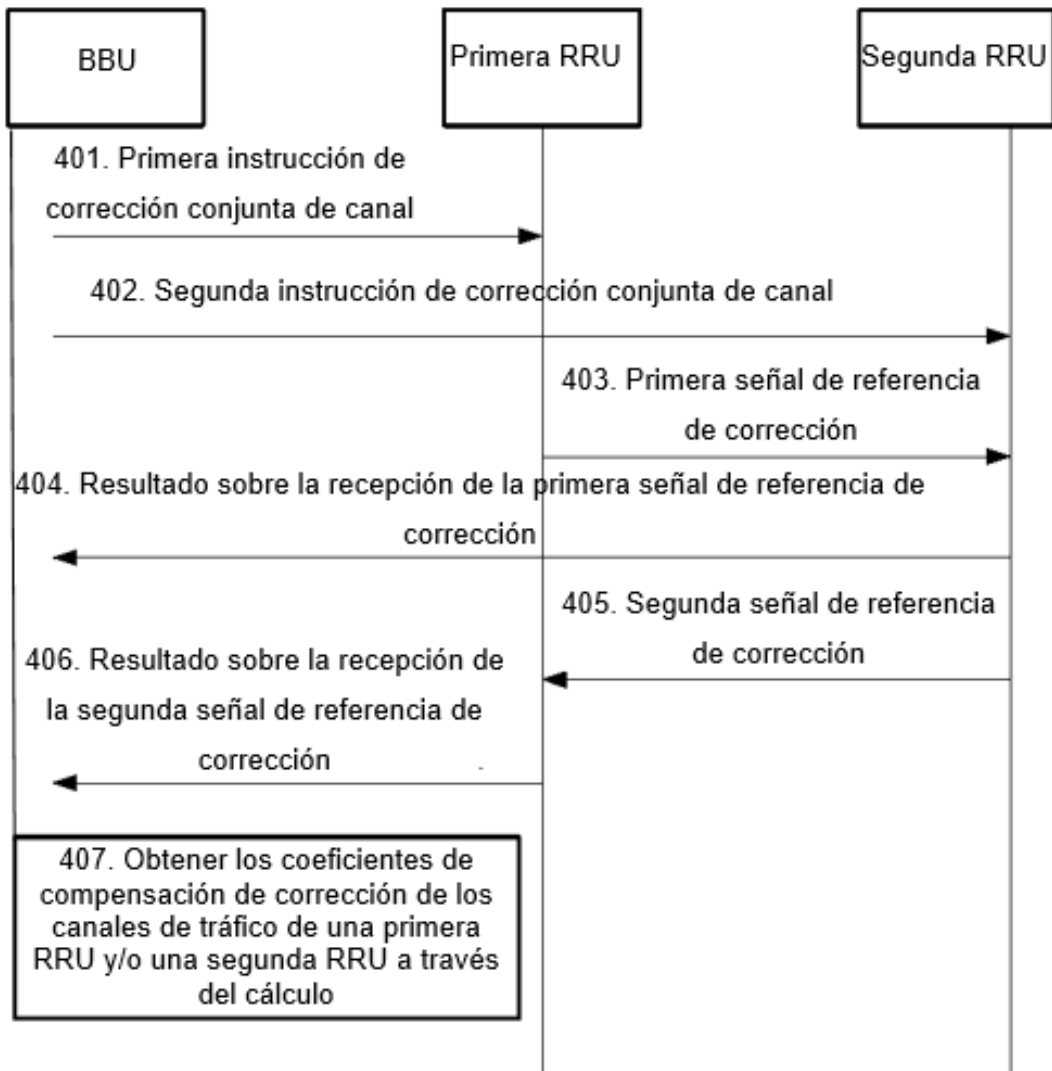 BBU
Primera RRU
Segunda RRU
401. Primera instrucción de
corrección conjunta de canal
402. Segunda instrucción de corrección conjunta de canal
403. Primera señal de referencia
de corrección
404. Resultado sobre la recepción de la primera señal de referencia de
corrección
405. Segunda señal de referencia
de corrección
406. Resultado sobre la recepción de
la segunda señal de referencia de
corrección
407. Obtener los coeficientes de
compensación de corrección de los
canales de tráfico de una primera
RRU y/o una segunda RRU a través
del cálculo